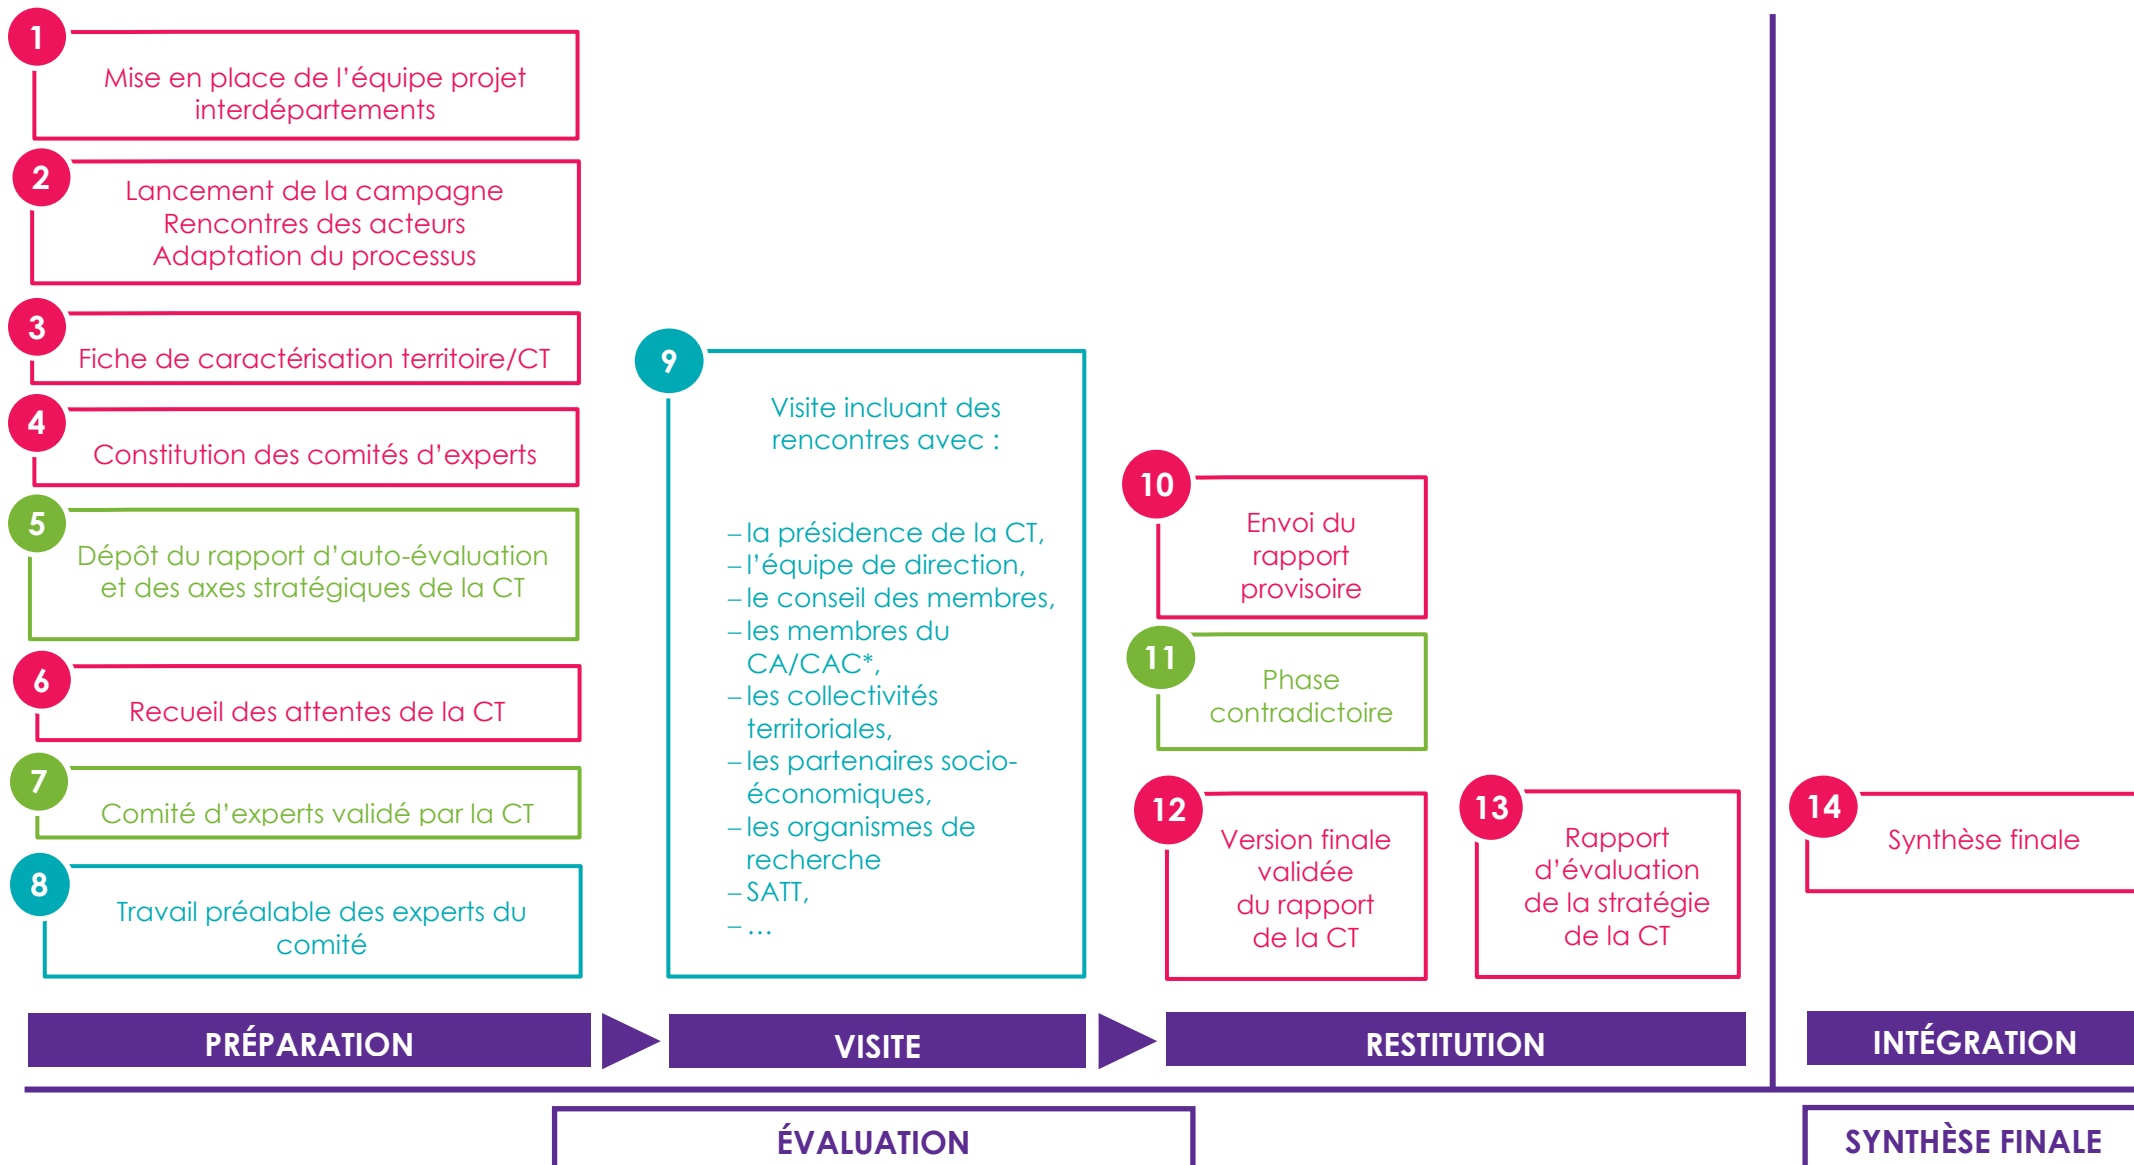 1
Mise en place de l’équipe projet
interdépartements
2
Lancement de la campagne
Rencontres des acteurs
Adaptation du processus
3
Fiche de caractérisation territoire/CT
4
Constitution des comités d’experts
5
Dépôt du rapport d’auto-évaluation
et des axes stratégiques de la CT
6
Recueil des attentes de la CT
7
Comité d’experts validé par la CT
8
Travail préalable des experts du
comité
9
Visite incluant des
rencontres avec :
– la présidence de la CT,
– l’équipe de direction,
– le conseil des membres,
– les membres du
CA/CAC*,
– les collectivités
territoriales,
– les partenaires socio-
économiques,
– les organismes de
recherche
– SATT,
– …
10
Envoi du
rapport
provisoire
11
Phase
contradictoire
12
Version finale
validée
du rapport
de la CT
13
Rapport
d’évaluation
de la stratégie
de la CT
14
Synthèse finale
PRÉPARATION
VISITE
RESTITUTION
INTÉGRATION
ÉVALUATION
SYNTHÈSE FINALE